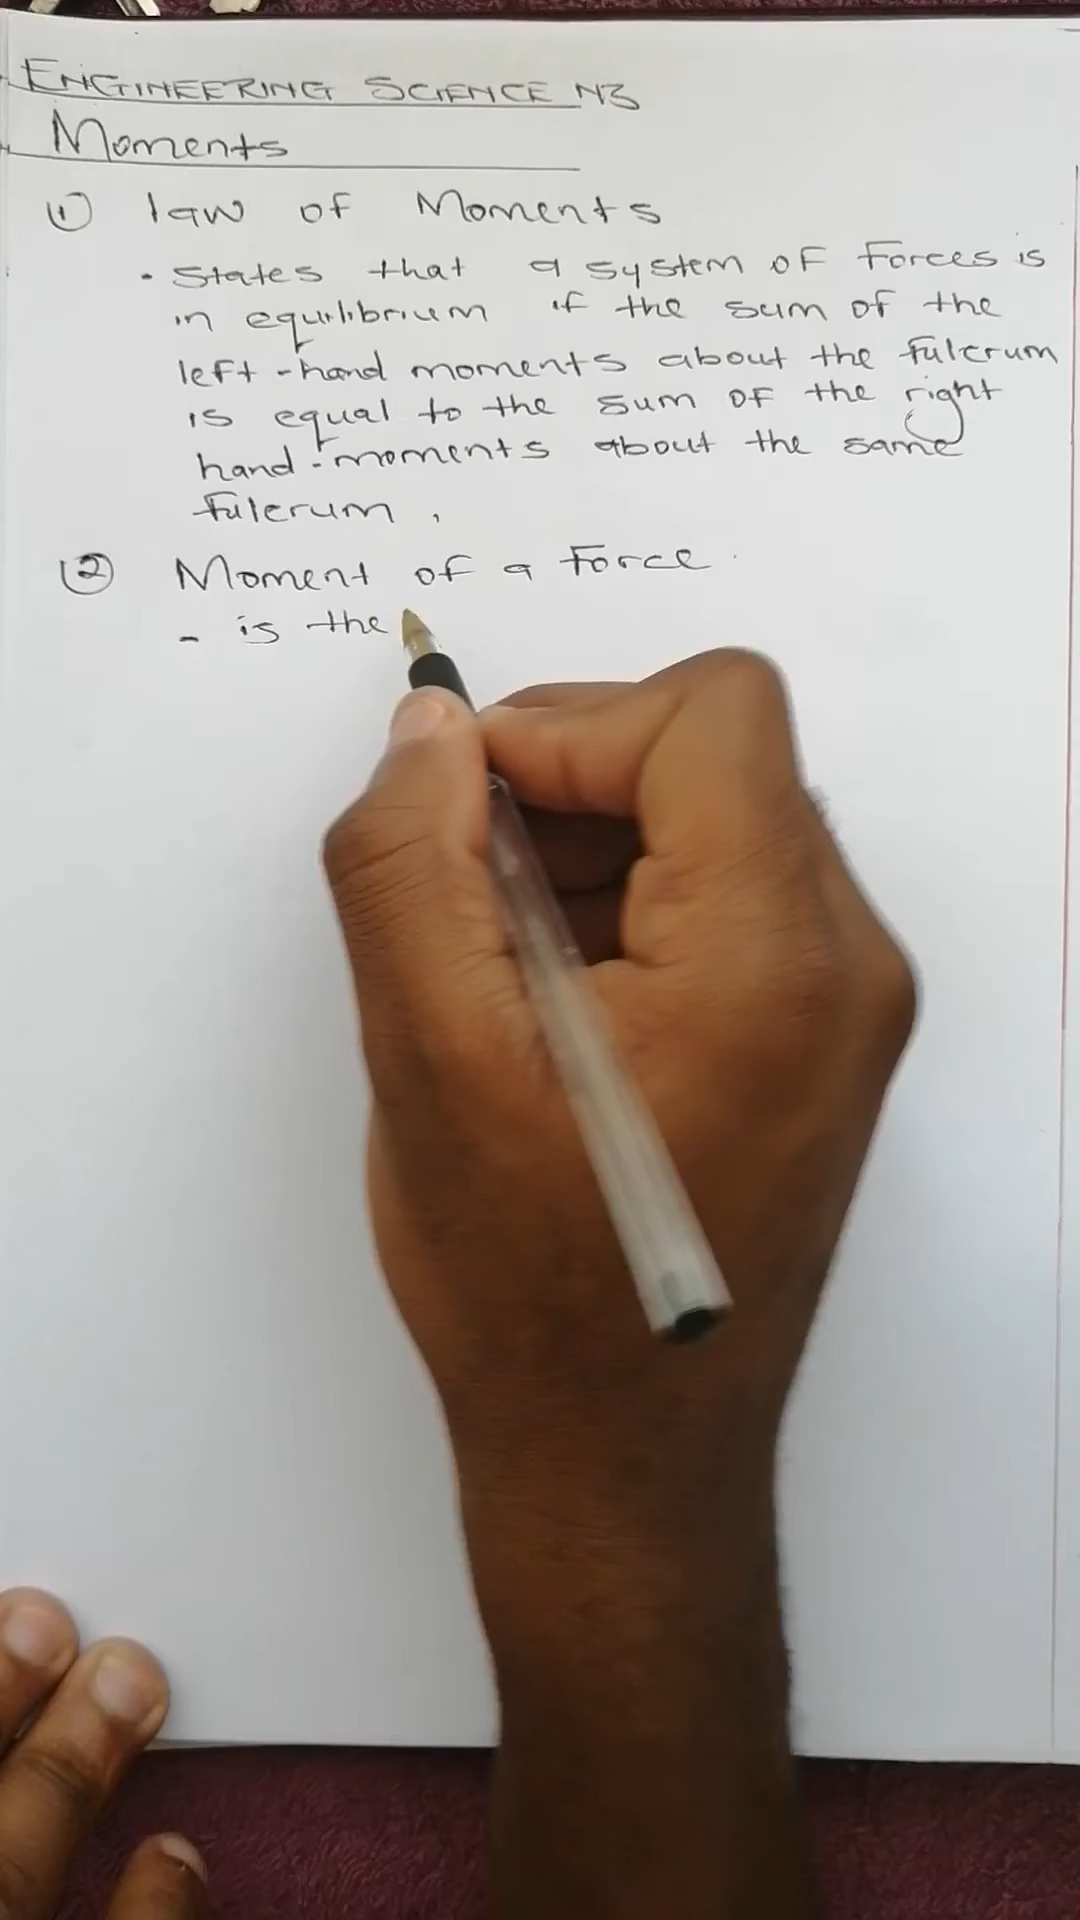 ENGINEERING SCIENCE N3
Moments
① law of Moments
• States that a system of forces is
in equilibrium if the sum of the
left-hand moments about the fulcrum
is equal to the sum of the right
hand-moments about the same
fulcrum.
② Moment of a Force
- is the